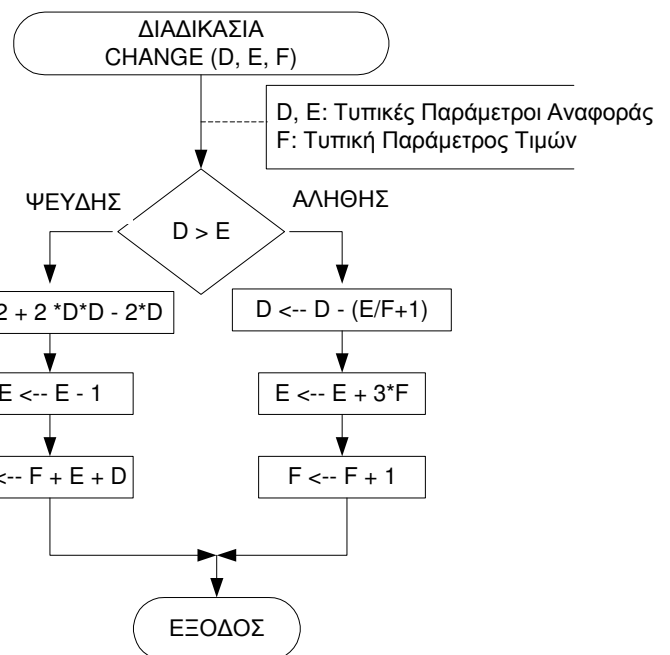 ΔΙΑΔΙΚΑΣΙΑ
CHANGE (D, E, F)
D, E: Τυπικές Παράμετροι Αναφοράς
F: Τυπική Παράμετρος Τιμών
ΨΕΥΔΗΣ
ΑΛΗΘΗΣ
D > E
2 + 2 *D*D - 2*D
D <-- D - (E/F+1)
E <-- E - 1
E <-- E + 3*F
<-- F + E + D
F <-- F + 1
ΕΞΟΔΟΣ